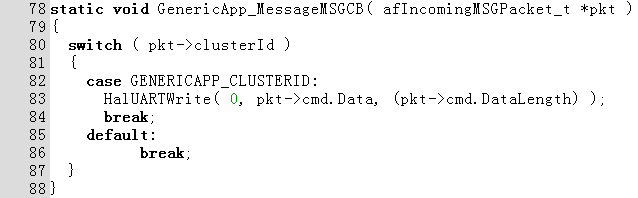 78 static void GenericApp_MessageMSGCB( afIncomingMSGPacket_t *pkt )
79 {
80   switch ( pkt->clusterId )
81   {
82     case GENERICAPP_CLUSTERID:
83       HalUARTWrite( 0, pkt->cmd.Data, (pkt->cmd.DataLength) );
84       break;
85     default:
86           break;
87   }
88 }